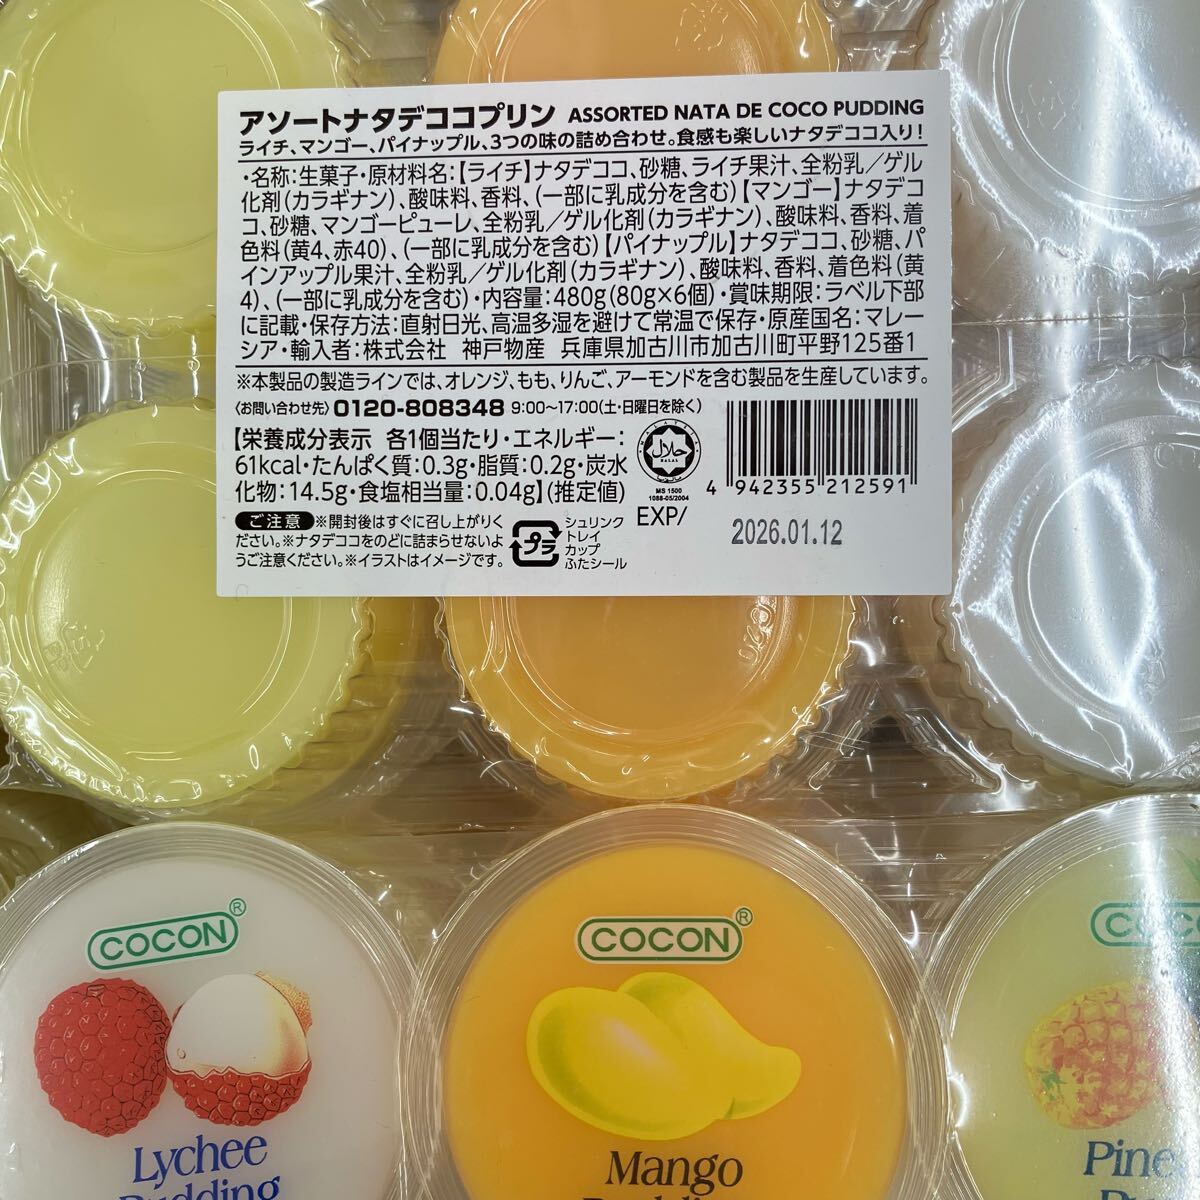 アソートナタデココプリン ASSORTED NATA DE COCO PUDDING
ライチ、マンゴー、パイナップル、3つの味の詰め合わせ。食感も楽しいナタデココ入り!
・名称:生菓子・原材料名:【ライチ】ナタデココ、砂糖、ライチ果汁、全粉乳/ゲル
化剤(カラギナン)、酸味料、香料、(一部に乳成分を含む)【マンゴー】ナタデコ
コ、砂糖、マンゴーピューレ、全粉乳/ゲル化剤(カラギナン)、酸味料、香料、着
色料(黄4、赤40)、(一部に乳成分を含む)【パイナップル】ナタデココ、砂糖、パ
インアップル果汁、全粉乳/ゲル化剤(カラギナン)、酸味料、香料、着色料(黄
4)、(一部に乳成分を含む)・内容量:480g(80g×6個)・賞味期限:ラベル下部
に記載・保存方法:直射日光、高温多湿を避けて常温で保存・原産国名:マレー
シア・輸入者:株式会社 神戸物産 兵庫県加古川市加古川町平野125番1
※本製品の製造ラインでは、オレンジ、もも、りんご、アーモンドを含む製品を生産しています。
〈お問い合わせ先〉0120-808348 9:00~17:00(土・日曜日を除く)
【栄養成分表示 各1個当たり・エネルギー:
61kcal・たんぱく質:0.3g・脂質:0.2g・炭水
化物:14.5g・食塩相当量:0.04g】(推定値)
ご注意 ※開封後はすぐに召し上がりく
ださい。※ナタデココをのどに詰まらせないよ
うご注意ください。※イラストはイメージです。
プラ
シュリンク
トレイ
カップ
ふたシール
حلال
HALAL
MS 1500
1088-05/2004
EXP/
4 942355 212591
2026.01.12
COCON®
Lychee
Pudding
COCON®
Mango